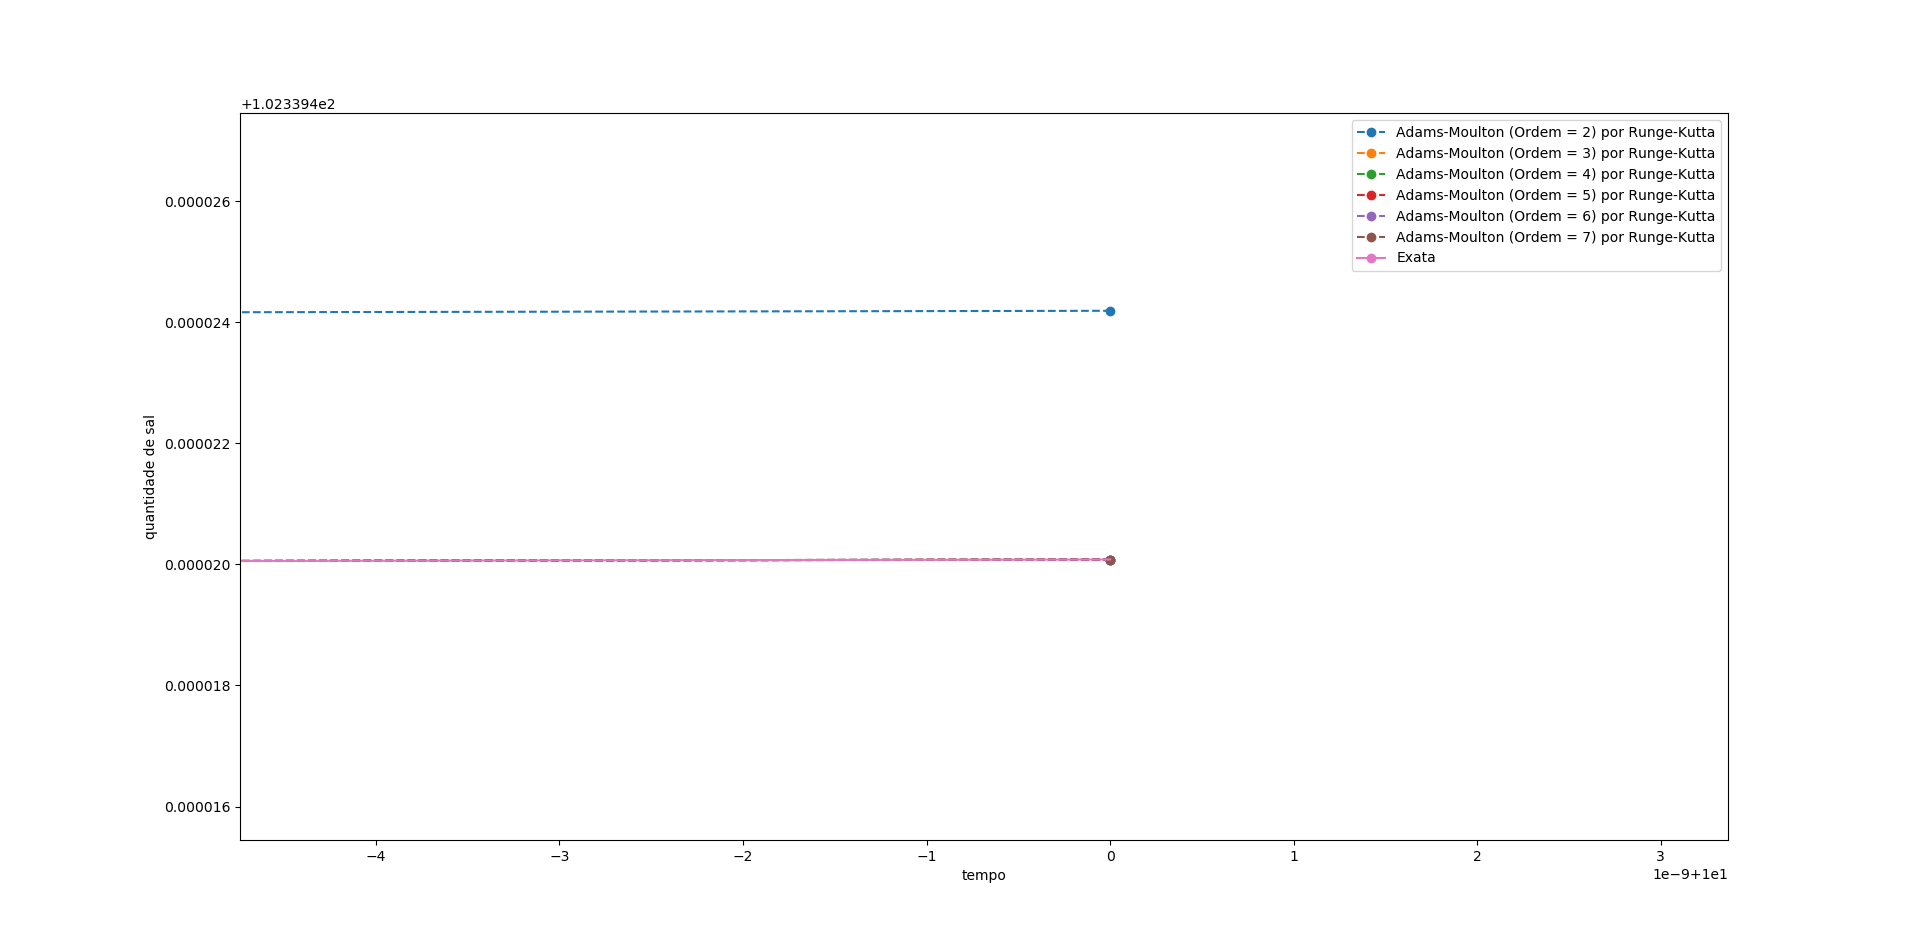 +1.023394e2
Adams-Moulton (Ordem = 2) por Runge-Kutta
Adams-Moulton (Ordem = 3) por Runge-Kutta
Adams-Moulton (Ordem = 4) por Runge-Kutta
Adams-Moulton (Ordem = 5) por Runge-Kutta
Adams-Moulton (Ordem = 6) por Runge-Kutta
Adams-Moulton (Ordem = 7) por Runge-Kutta
Exata
0.000026
0.000024
0.000022
0.000020
0.000018
0.000016
quantidade de sal
−4 −3 −2 −1 0 1 2 3
tempo
1e−9+1e1